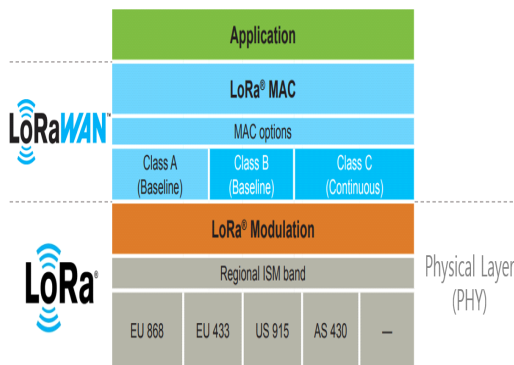 Application
LoRa® MAC
LoRaWAN™
MAC options
Class A
(Baseline)
Class B
(Baseline)
Class C
(Continuous)
LoRa® Modulation
LoRa®
Regional ISM band
Physical Layer
(PHY)
EU 868
EU 433
US 915
AS 430
—